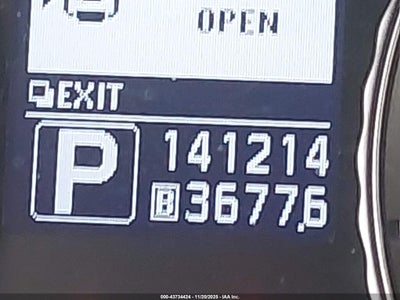 OPEN
EXIT
P 141214
B 3677.6
000-43734424 - 11/20/2025 - IAA Inc.